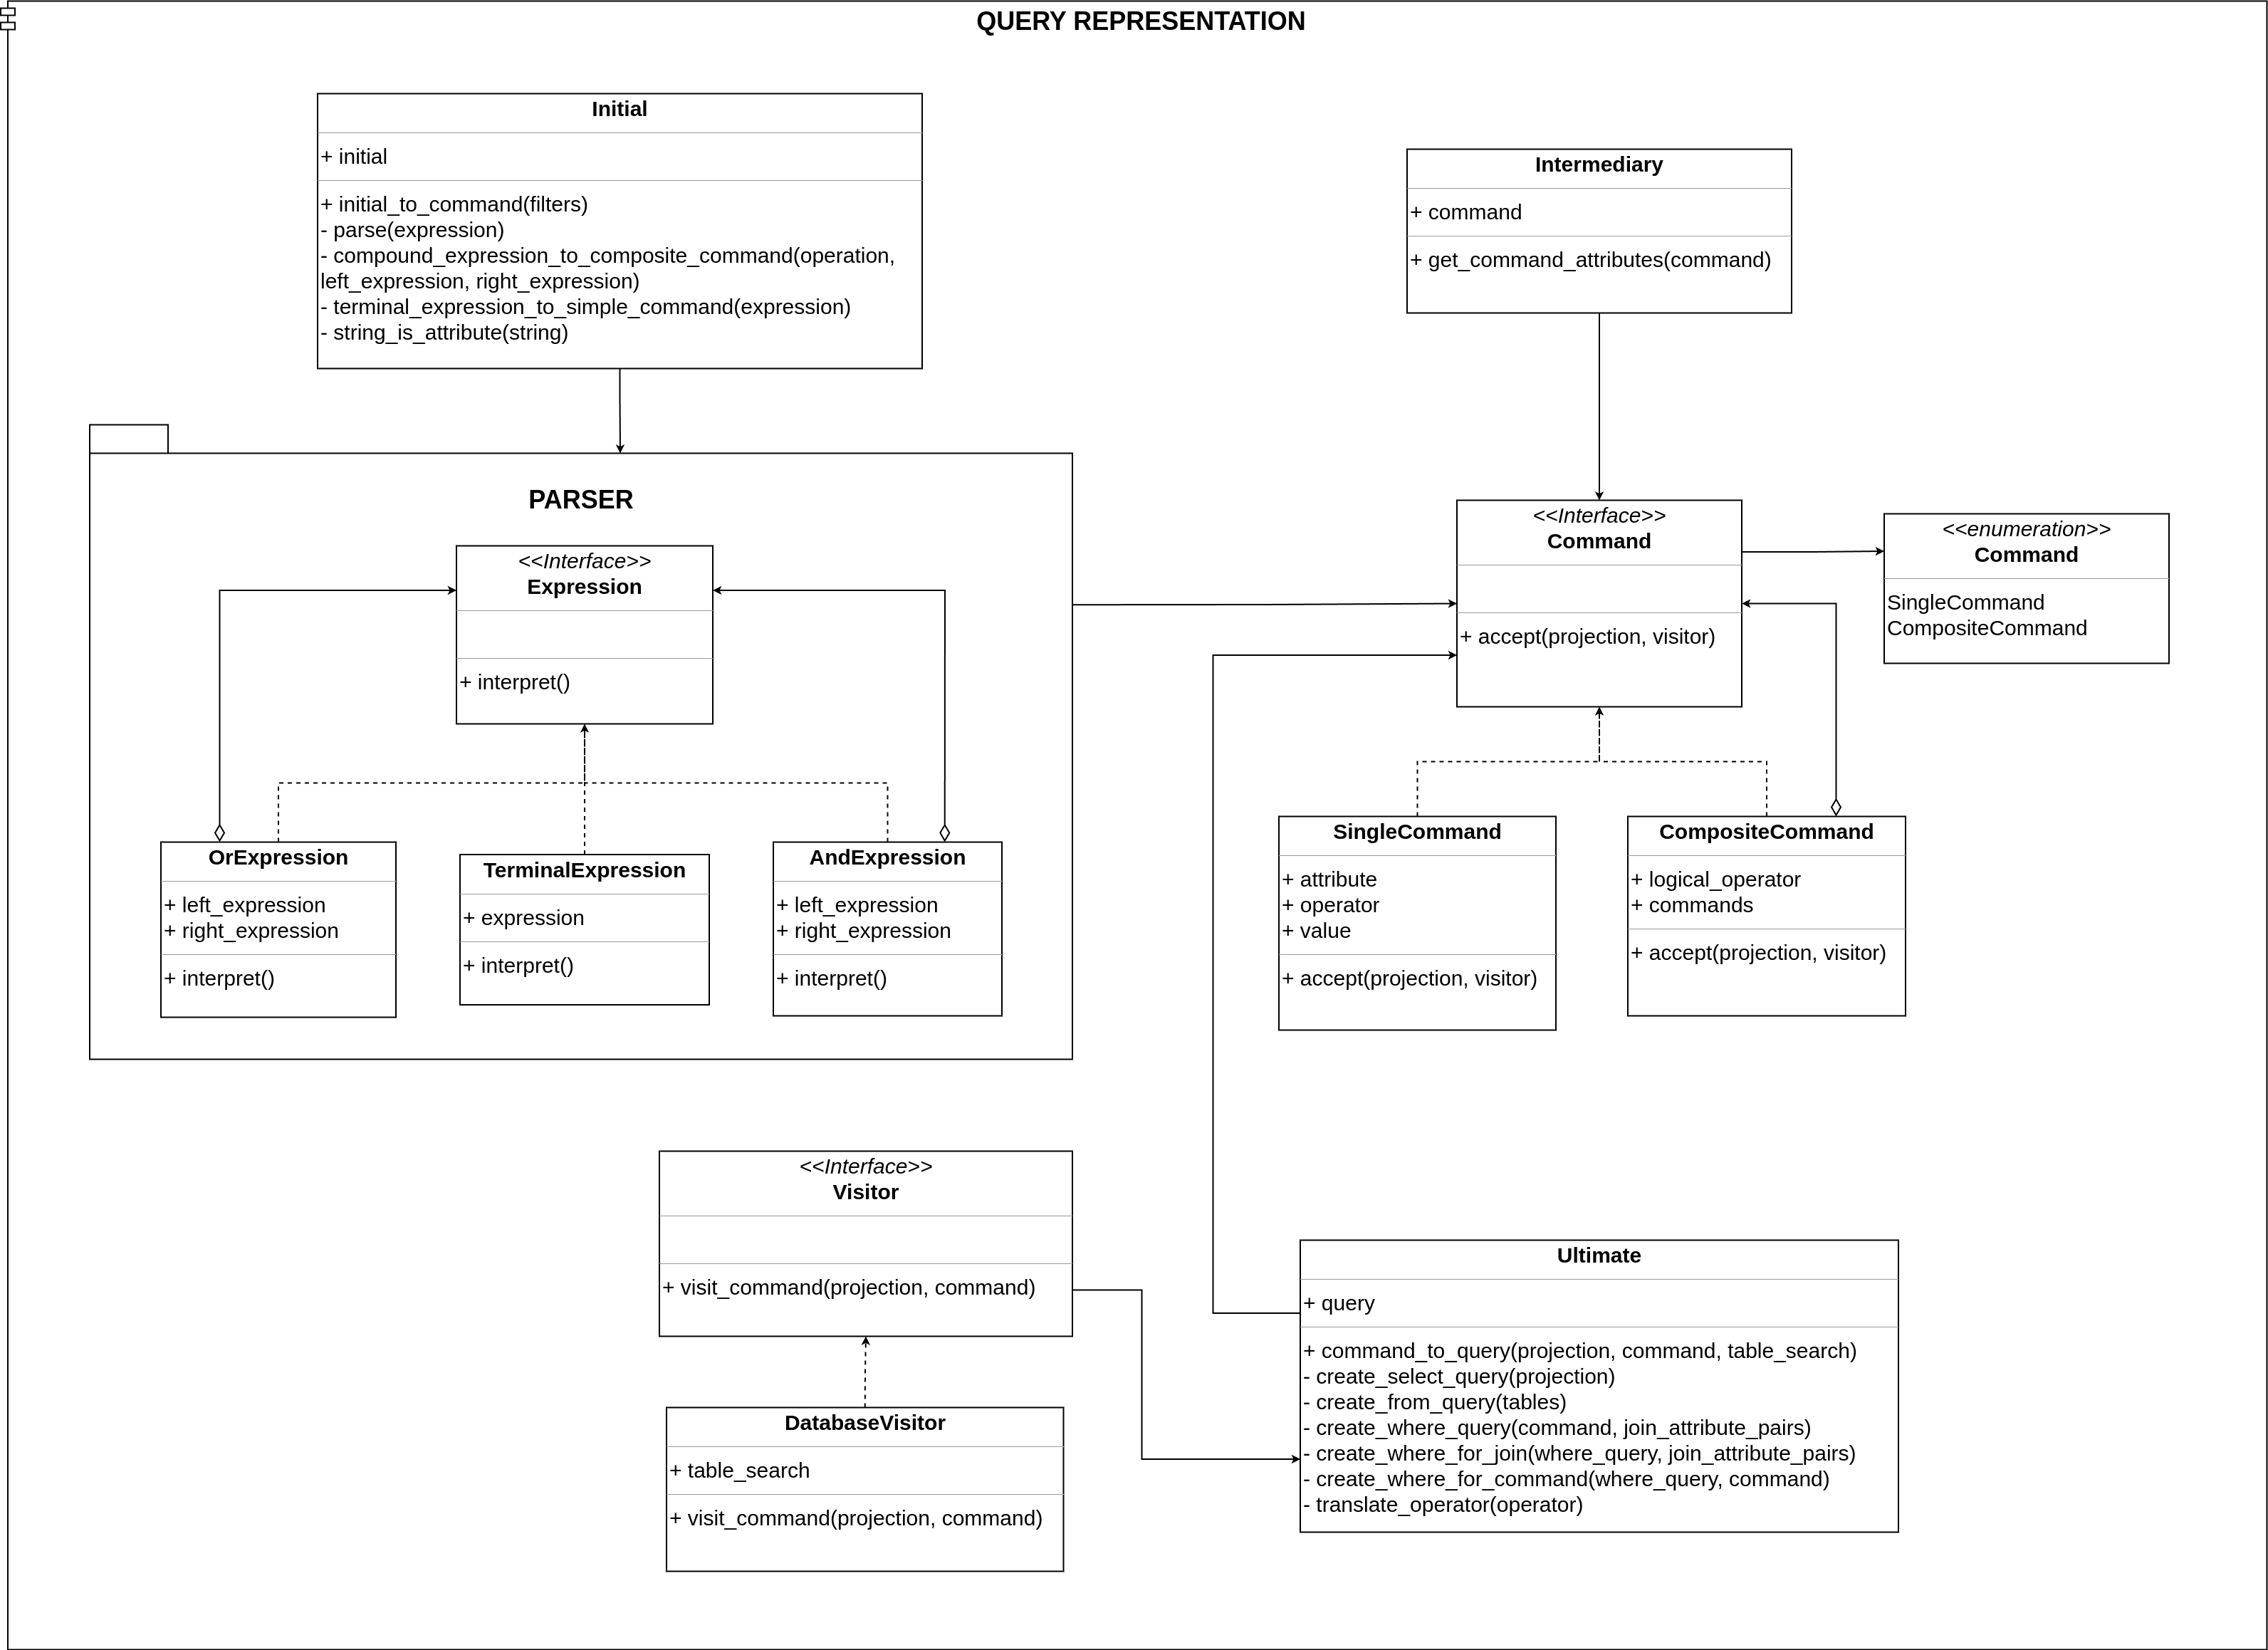 QUERY REPRESENTATION
Initial
+ initial
+ initial_to_command(filters)
- parse(expression)
- compound_expression_to_composite_command(operation,
left_expression, right_expression)
- terminal_expression_to_simple_command(expression)
- string_is_attribute(string)
Intermediary
+ command
+ get_command_attributes(command)
PARSER
<<Interface>>
Expression
+ interpret()
OrExpression
+ left_expression
+ right_expression
+ interpret()
TerminalExpression
+ expression
+ interpret()
AndExpression
+ left_expression
+ right_expression
+ interpret()
<<Interface>>
Command
+ accept(projection, visitor)
<<enumeration>>
Command
SingleCommand
CompositeCommand
SingleCommand
+ attribute
+ operator
+ value
+ accept(projection, visitor)
CompositeCommand
+ logical_operator
+ commands
+ accept(projection, visitor)
<<Interface>>
Visitor
+ visit_command(projection, command)
DatabaseVisitor
+ table_search
+ visit_command(projection, command)
Ultimate
+ query
+ command_to_query(projection, command, table_search)
- create_select_query(projection)
- create_from_query(tables)
- create_where_query(command, join_attribute_pairs)
- create_where_for_join(where_query, join_attribute_pairs)
- create_where_for_command(where_query, command)
- translate_operator(operator)